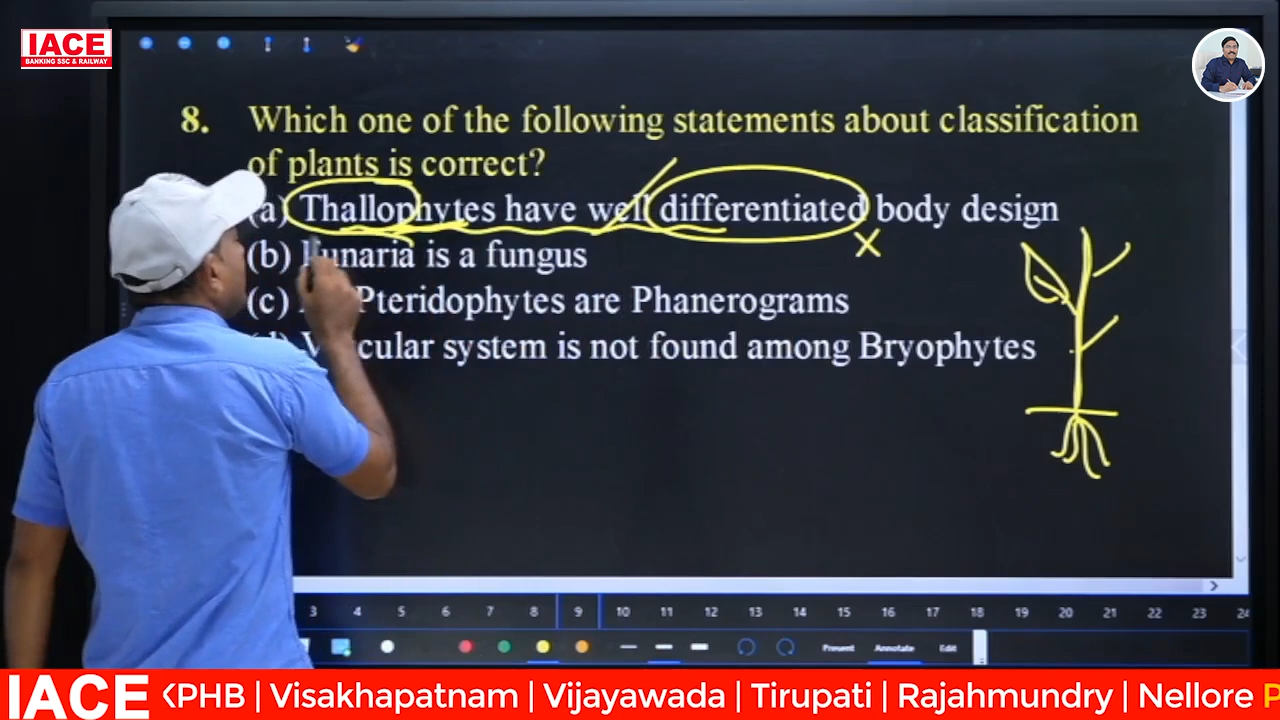 IACE
BANKING SSC & RAILWAY
8. Which one of the following statements about classification
of plants is correct?
(a) Thallophytes have well differentiated body design
x
(b) Funaria is a fungus
(c) Pteridophytes are Phanerograms
system is not found among Bryophytes
3 4 5 6 7 8 9 10 11 12 13 14 15 16 17 18 19 20 21 22 23 24
Present Annotate Edit
IACE KPHB | Visakhapatnam | Vijayawada | Tirupati | Rajahmundry | Nellore P